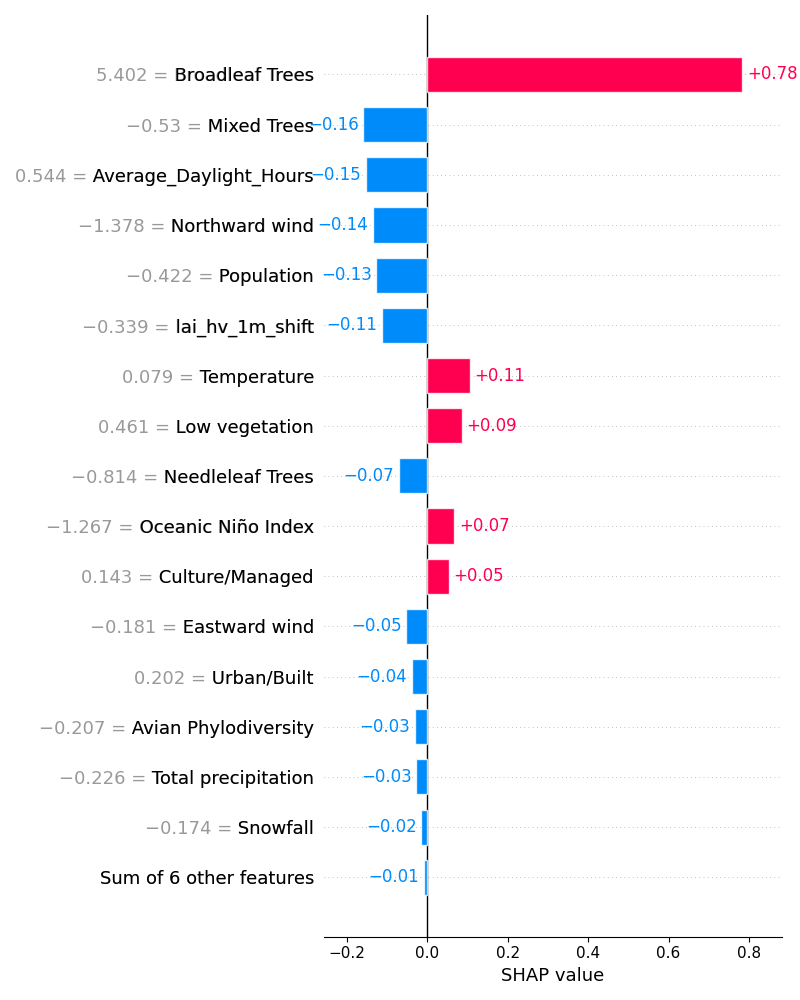 5.402 = Broadleaf Trees +0.78
−0.53 = Mixed Trees −0.16
0.544 = Average_Daylight_Hours −0.15
−1.378 = Northward wind −0.14
−0.422 = Population −0.13
−0.339 = lai_hv_1m_shift −0.11
0.079 = Temperature +0.11
0.461 = Low vegetation +0.09
−0.814 = Needleleaf Trees −0.07
−1.267 = Oceanic Niño Index +0.07
0.143 = Culture/Managed +0.05
−0.181 = Eastward wind −0.05
0.202 = Urban/Built −0.04
−0.207 = Avian Phylodiversity −0.03
−0.226 = Total precipitation −0.03
−0.174 = Snowfall −0.02
Sum of 6 other features −0.01
−0.2 0.0 0.2 0.4 0.6 0.8
SHAP value